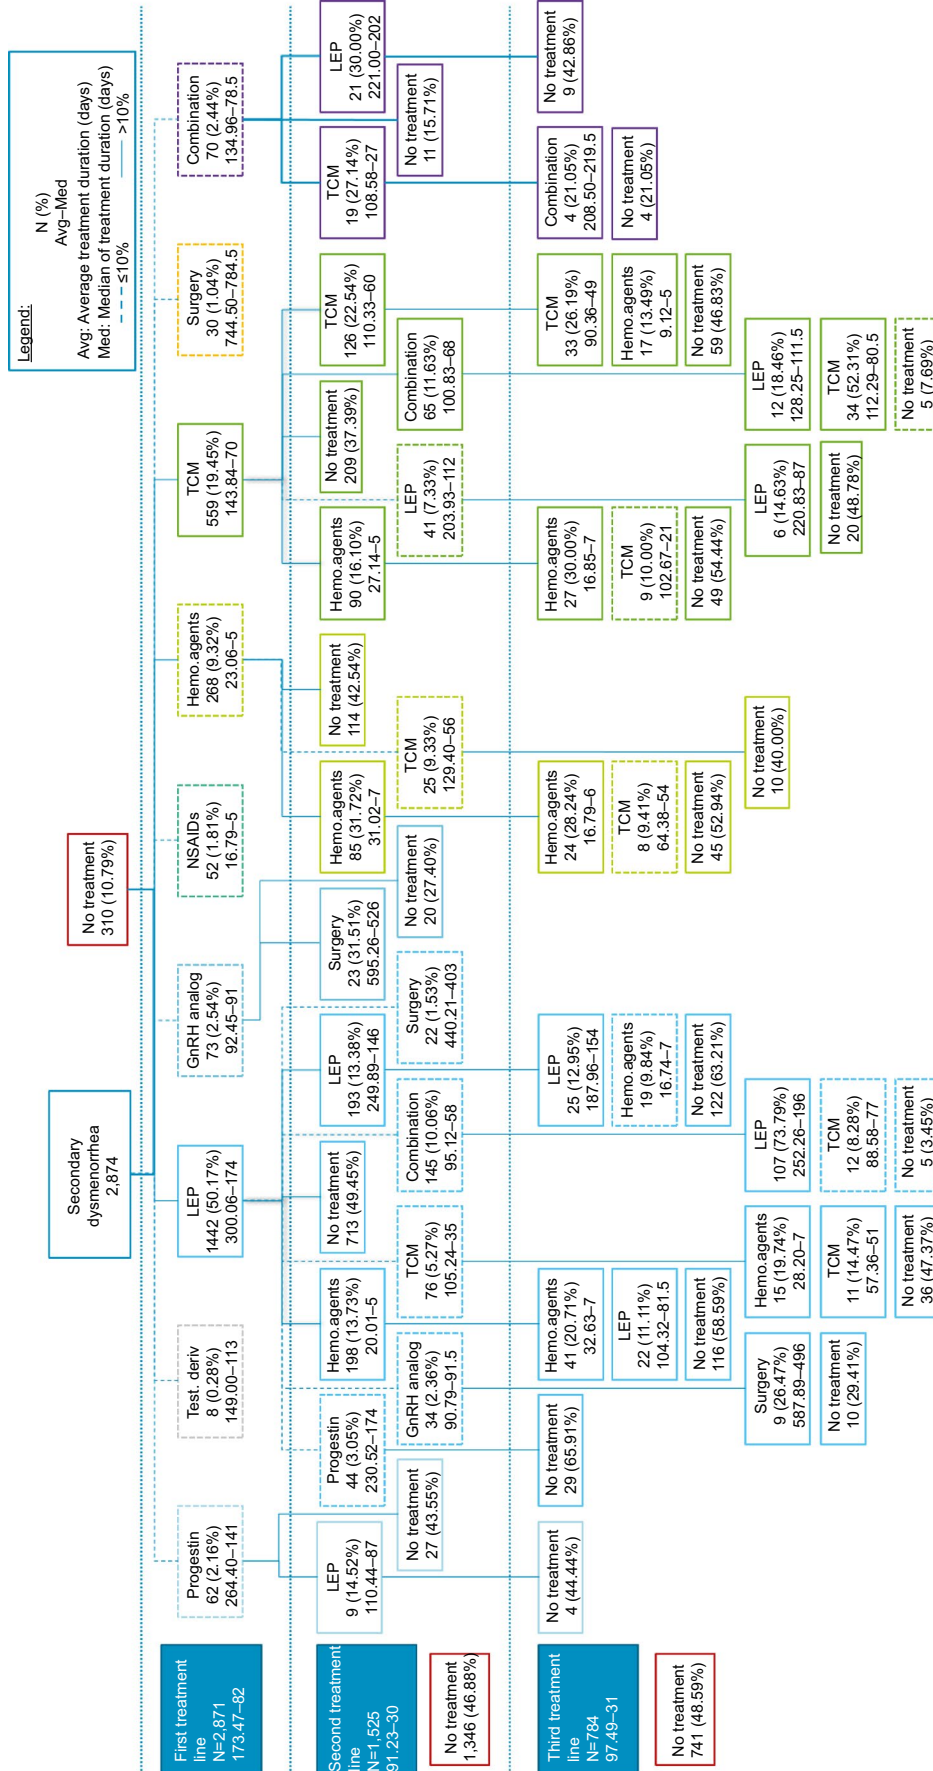 Legend:
N (%)
Avg–Med
Avg: Average treatment duration (days)
Med: Median of treatment duration (days)
≤10%
>10%
Secondary
dysmenorrhea
2,874
No treatment
310 (10.79%)
First treatment
line
N=2,871
173.47–82
Progestin
62 (2.16%)
264.40–141
Test. deriv
8 (0.28%)
149.00–113
LEP
1442 (50.17%)
300.06–174
GnRH analog
73 (2.54%)
92.45–91
NSAIDs
52 (1.81%)
16.79–5
Hemo.agents
268 (9.32%)
23.06–5
TCM
559 (19.45%)
143.84–70
Surgery
30 (1.04%)
744.50–784.5
Combination
70 (2.44%)
134.96–78.5
Second treatment
line
N=1,525
91.23–30
No treatment
1,346 (46.88%)
LEP
9 (14.52%)
110.44–87
No treatment
27 (43.55%)
Progestin
44 (3.05%)
230.52–174
GnRH analog
34 (2.36%)
90.79–91.5
Hemo.agents
198 (13.73%)
20.01–5
TCM
76 (5.27%)
105.24–35
No treatment
713 (49.45%)
Combination
145 (10.06%)
95.12–58
LEP
193 (13.38%)
249.89–146
Surgery
22 (1.53%)
440.21–403
Surgery
23 (31.51%)
595.26–526
No treatment
20 (27.40%)
Hemo.agents
85 (31.72%)
31.02–7
TCM
25 (9.33%)
129.40–56
No treatment
114 (42.54%)
Hemo.agents
90 (16.10%)
27.14–5
LEP
41 (7.33%)
203.93–112
No treatment
209 (37.39%)
Combination
65 (11.63%)
100.83–68
TCM
126 (22.54%)
110.33–60
TCM
19 (27.14%)
108.58–27
No treatment
11 (15.71%)
LEP
21 (30.00%)
221.00–202
Third treatment
line
N=784
97.49–31
No treatment
741 (48.59%)
No treatment
4 (44.44%)
No treatment
29 (65.91%)
Surgery
9 (26.47%)
587.89–496
No treatment
10 (29.41%)
Hemo.agents
41 (20.71%)
32.63–7
LEP
22 (11.11%)
104.32–81.5
No treatment
116 (58.59%)
Hemo.agents
15 (19.74%)
28.20–7
TCM
11 (14.47%)
57.36–51
No treatment
36 (47.37%)
LEP
107 (73.79%)
252.26–196
TCM
12 (8.28%)
88.58–77
No treatment
5 (3.45%)
LEP
25 (12.95%)
187.96–154
Hemo.agents
19 (9.84%)
16.74–7
No treatment
122 (63.21%)
Hemo.agents
24 (28.24%)
16.79–6
TCM
8 (9.41%)
64.38–54
No treatment
45 (52.94%)
No treatment
10 (40.00%)
Hemo.agents
27 (30.00%)
16.85–7
TCM
9 (10.00%)
102.67–21
No treatment
49 (54.44%)
LEP
6 (14.63%)
220.83–87
No treatment
20 (48.78%)
LEP
12 (18.46%)
128.25–111.5
TCM
34 (52.31%)
112.29–80.5
No treatment
5 (7.69%)
TCM
33 (26.19%)
90.36–49
Hemo.agents
17 (13.49%)
9.12–5
No treatment
59 (46.83%)
Combination
4 (21.05%)
208.50–219.5
No treatment
4 (21.05%)
No treatment
9 (42.86%)